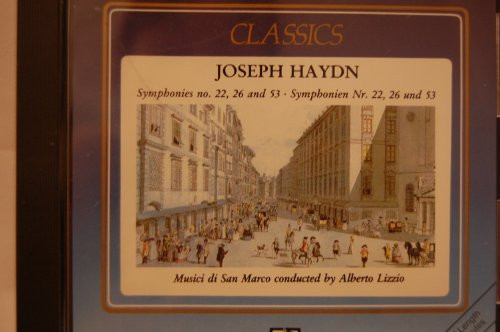 CLASSICS
JOSEPH HAYDN
Symphonies no. 22, 26 and 53 · Symphonien Nr. 22, 26 und 53
Musici di San Marco conducted by Alberto Lizzio